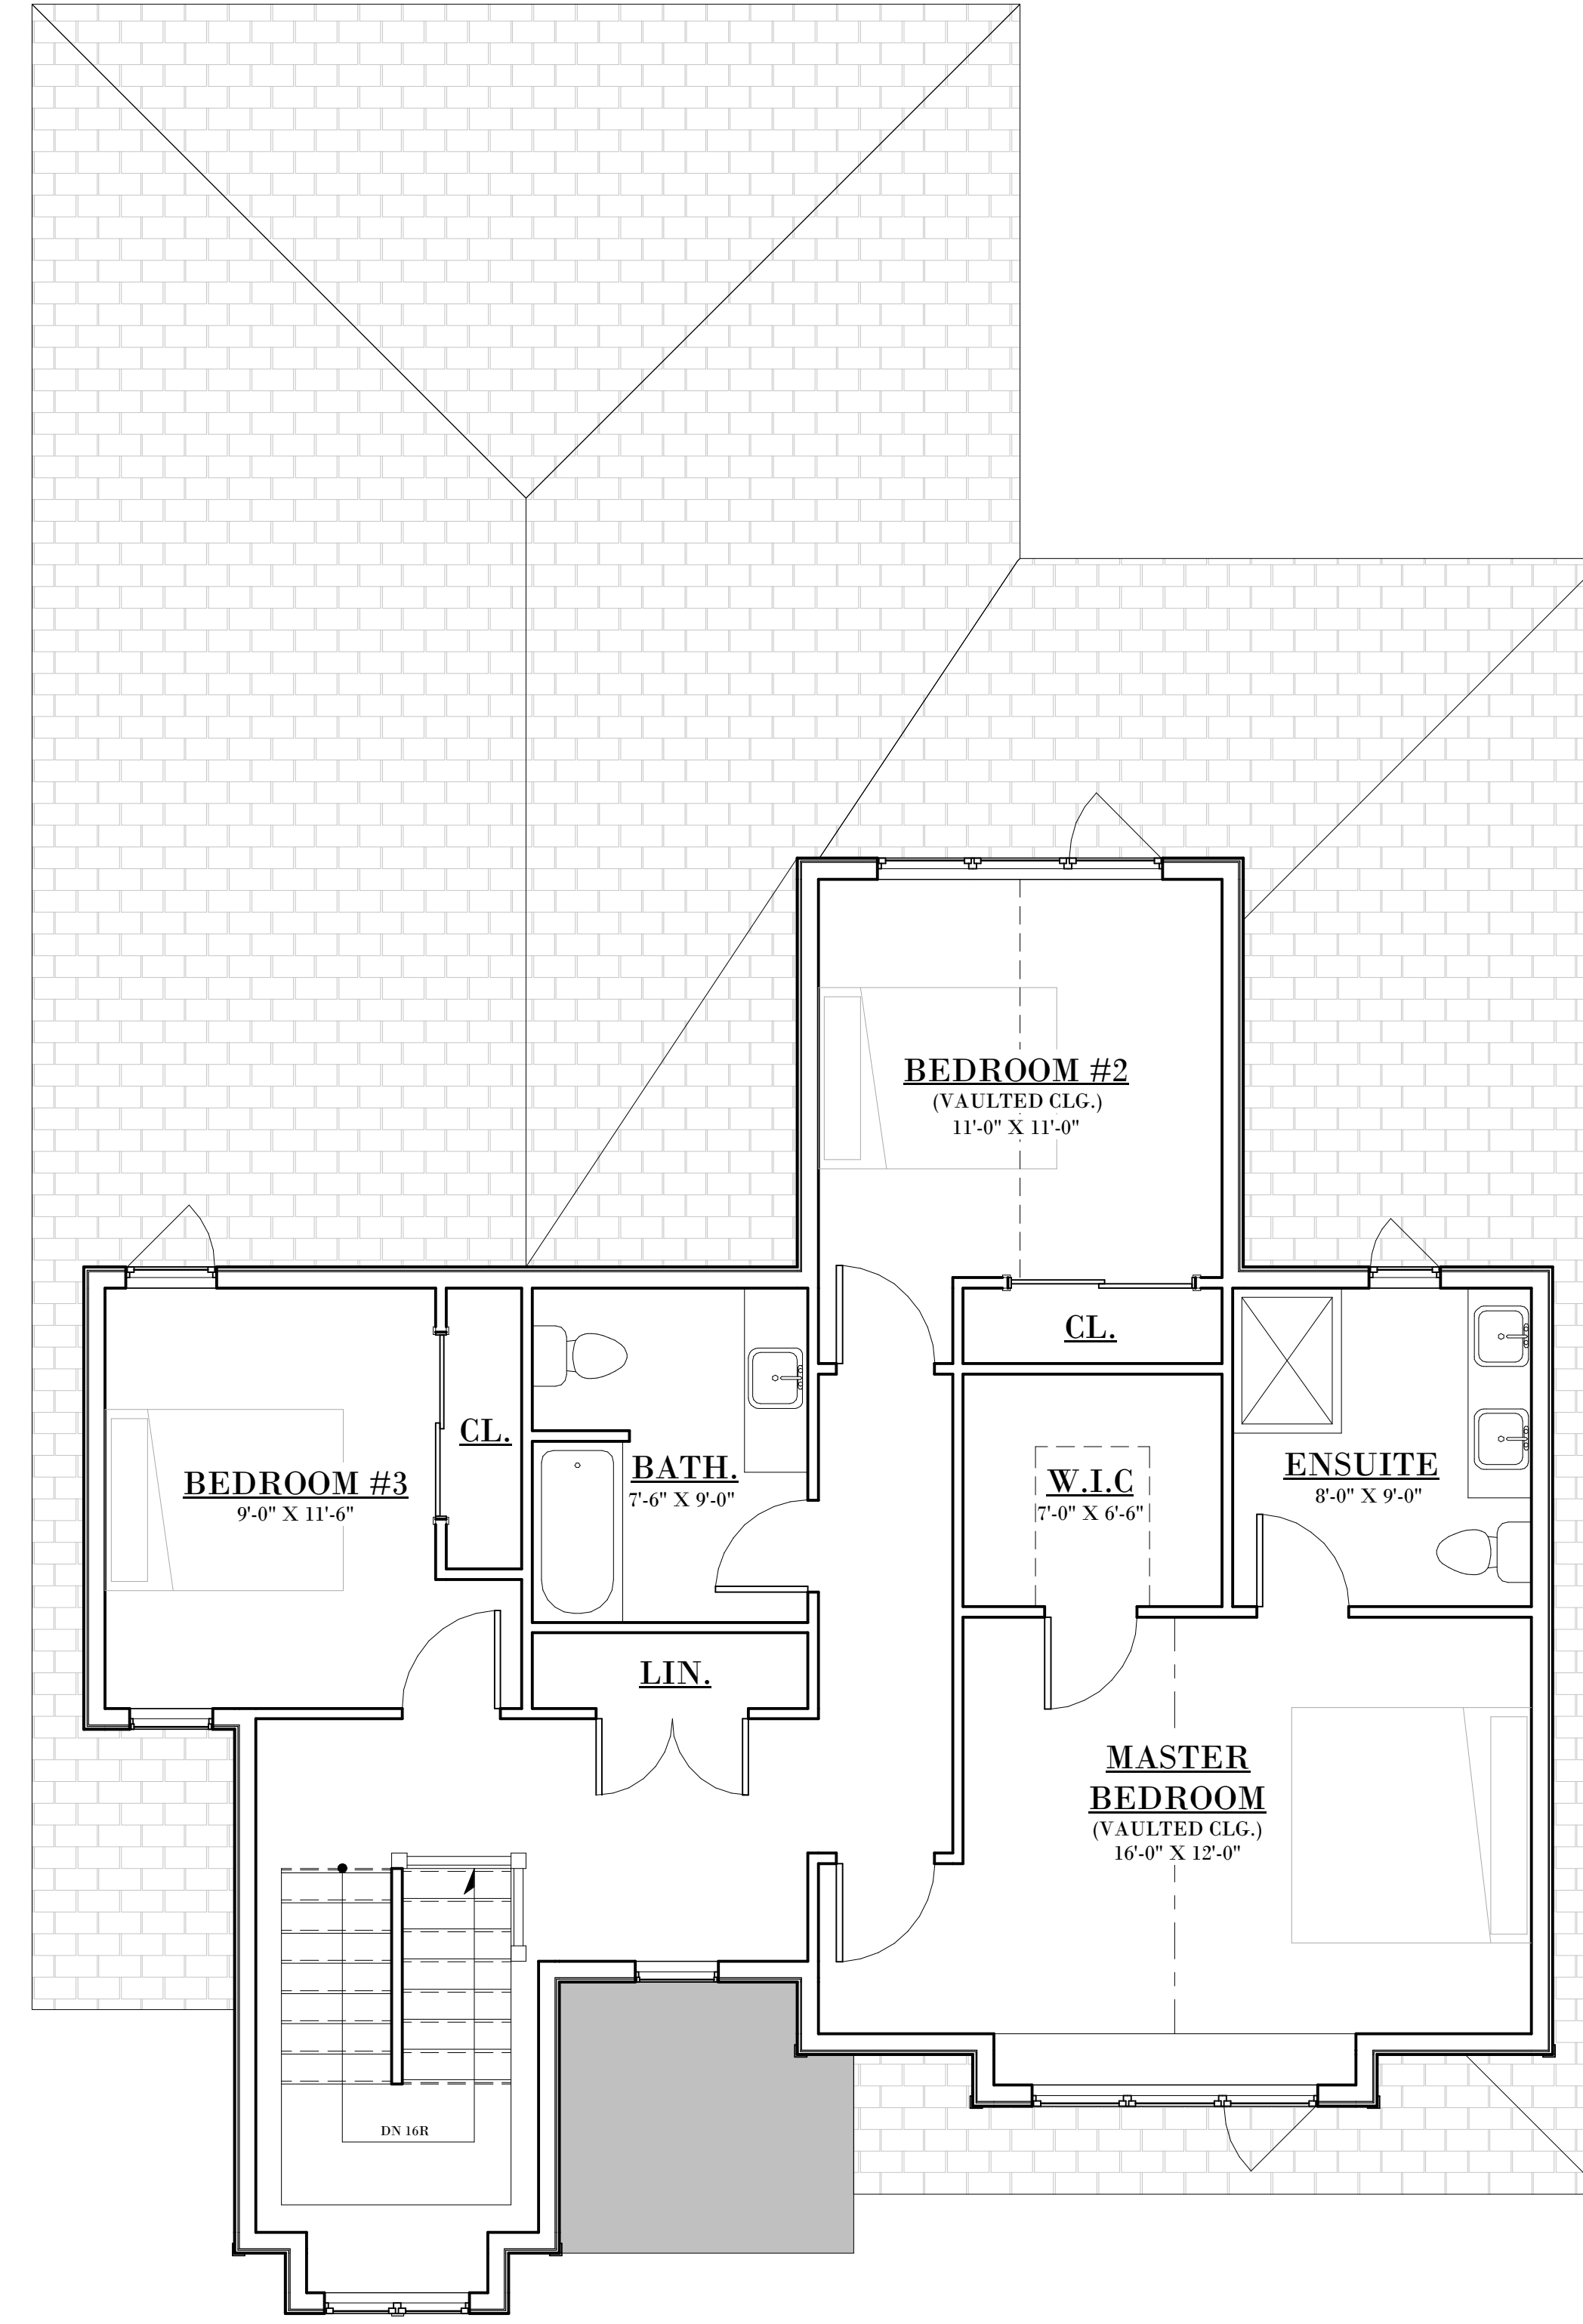 BEDROOM #2
(VAULTED CLG.)
11'-0" X 11'-0"
CL.
CL.
BEDROOM #3
9'-0" X 11'-6"
BATH.
7'-6" X 9'-0"
W.I.C
7'-0" X 6'-6"
ENSUITE
8'-0" X 9'-0"
LIN.
MASTER
BEDROOM
(VAULTED CLG.)
16'-0" X 12'-0"
DN 16R